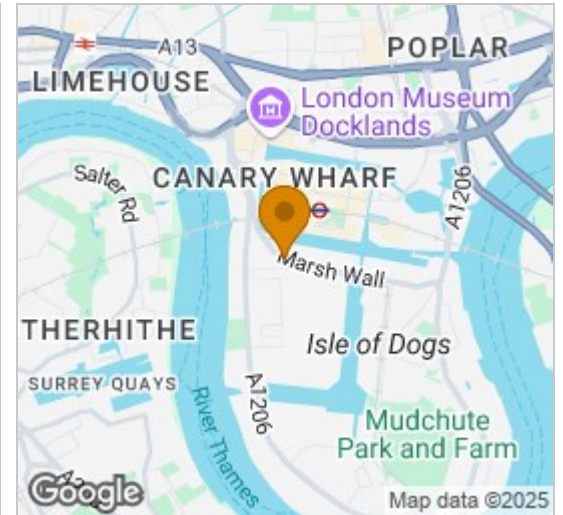 A13
POPLAR
LIMEHOUSE
London Museum
Docklands
Salter Rd
CANARY WHARF
A1206
Marsh Wall
THERHITHE
Isle of Dogs
SURREY QUAYS
A1206
River Thames
Mudchute
Park and Farm
Google
Map data ©2025